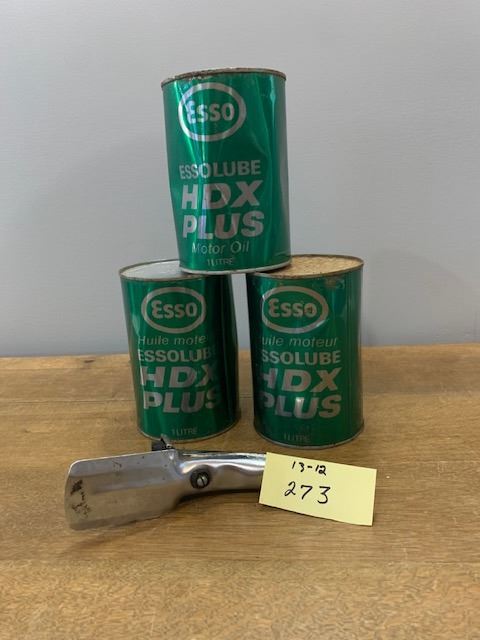 Esso
ESSOLUBE
HDX
PLUS
Motor Oil
1 LITRE
Esso
Huile moteur
ESSOLUBE
HDX
PLUS
1 LITRE
Esso
Huile moteur
ESSOLUBE
HDX
PLUS
1 LITRE
13-12
273